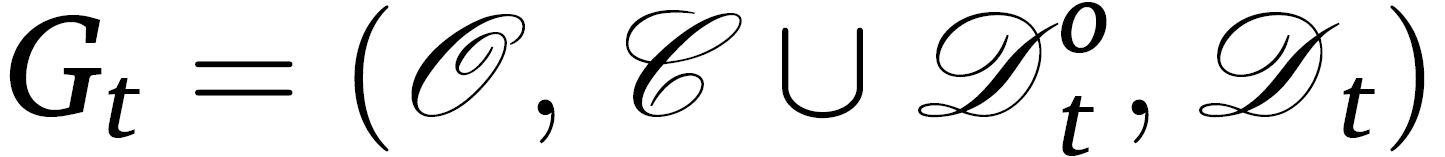 G_t = (𝒪, 𝒞 ∪ 𝒟_t^o, 𝒟_t)